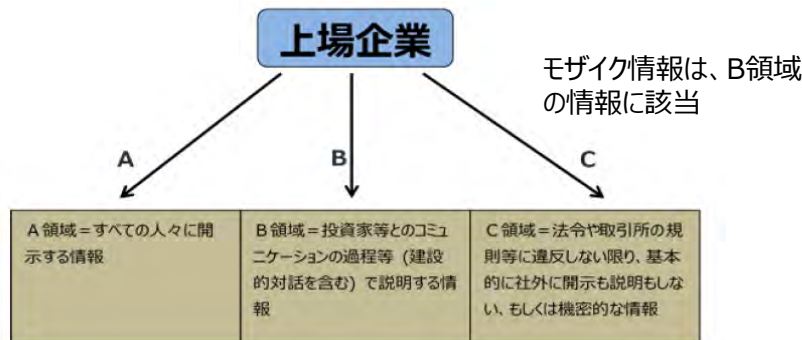 上場企業
モザイク情報は、B領域
の情報に該当
A
B
C
A領域=すべての人々に開
示する情報
B領域=投資家等とのコミュ
ニケーションの過程等（建設
的対話を含む）で説明する情
報
C領域=法令や取引所の規
則等に違反しない限り、基本
的に社外に開示も説明もしな
い、もしくは機密的な情報